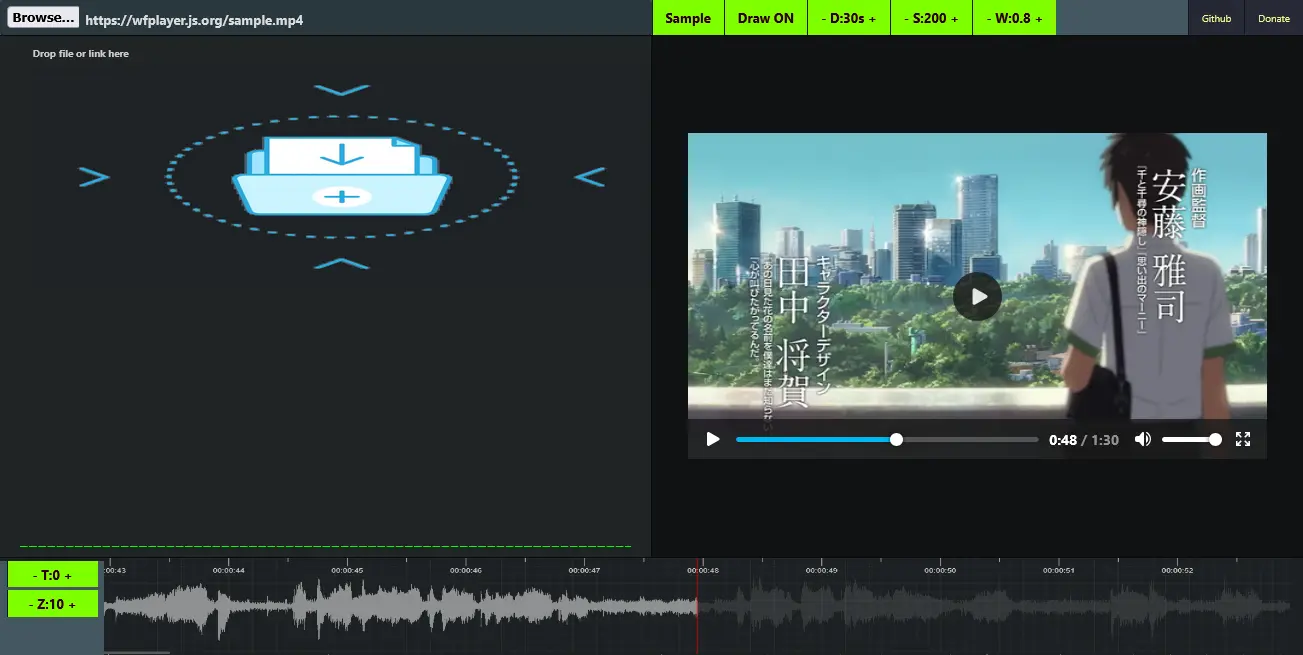 Browse...
https://wfplayer.js.org/sample.mp4
Sample
Draw ON
- D:30s +
- S:200 +
- W:0.8 +
Github
Donate
Drop file or link here
作画監督
安藤 雅司
「千と千尋の神隠し」「思い出のマーニー」
キャラクターデザイン
田中 将賀
「あの日見た花の名前を僕達はまだ知らない。」
「心が叫びたがってるんだ。」
0:48 / 1:30
- T:0 +
- Z:10 +
:00:43
00:00:44
00:00:45
00:00:46
00:00:47
00:00:48
00:00:49
00:00:50
00:00:51
00:00:52